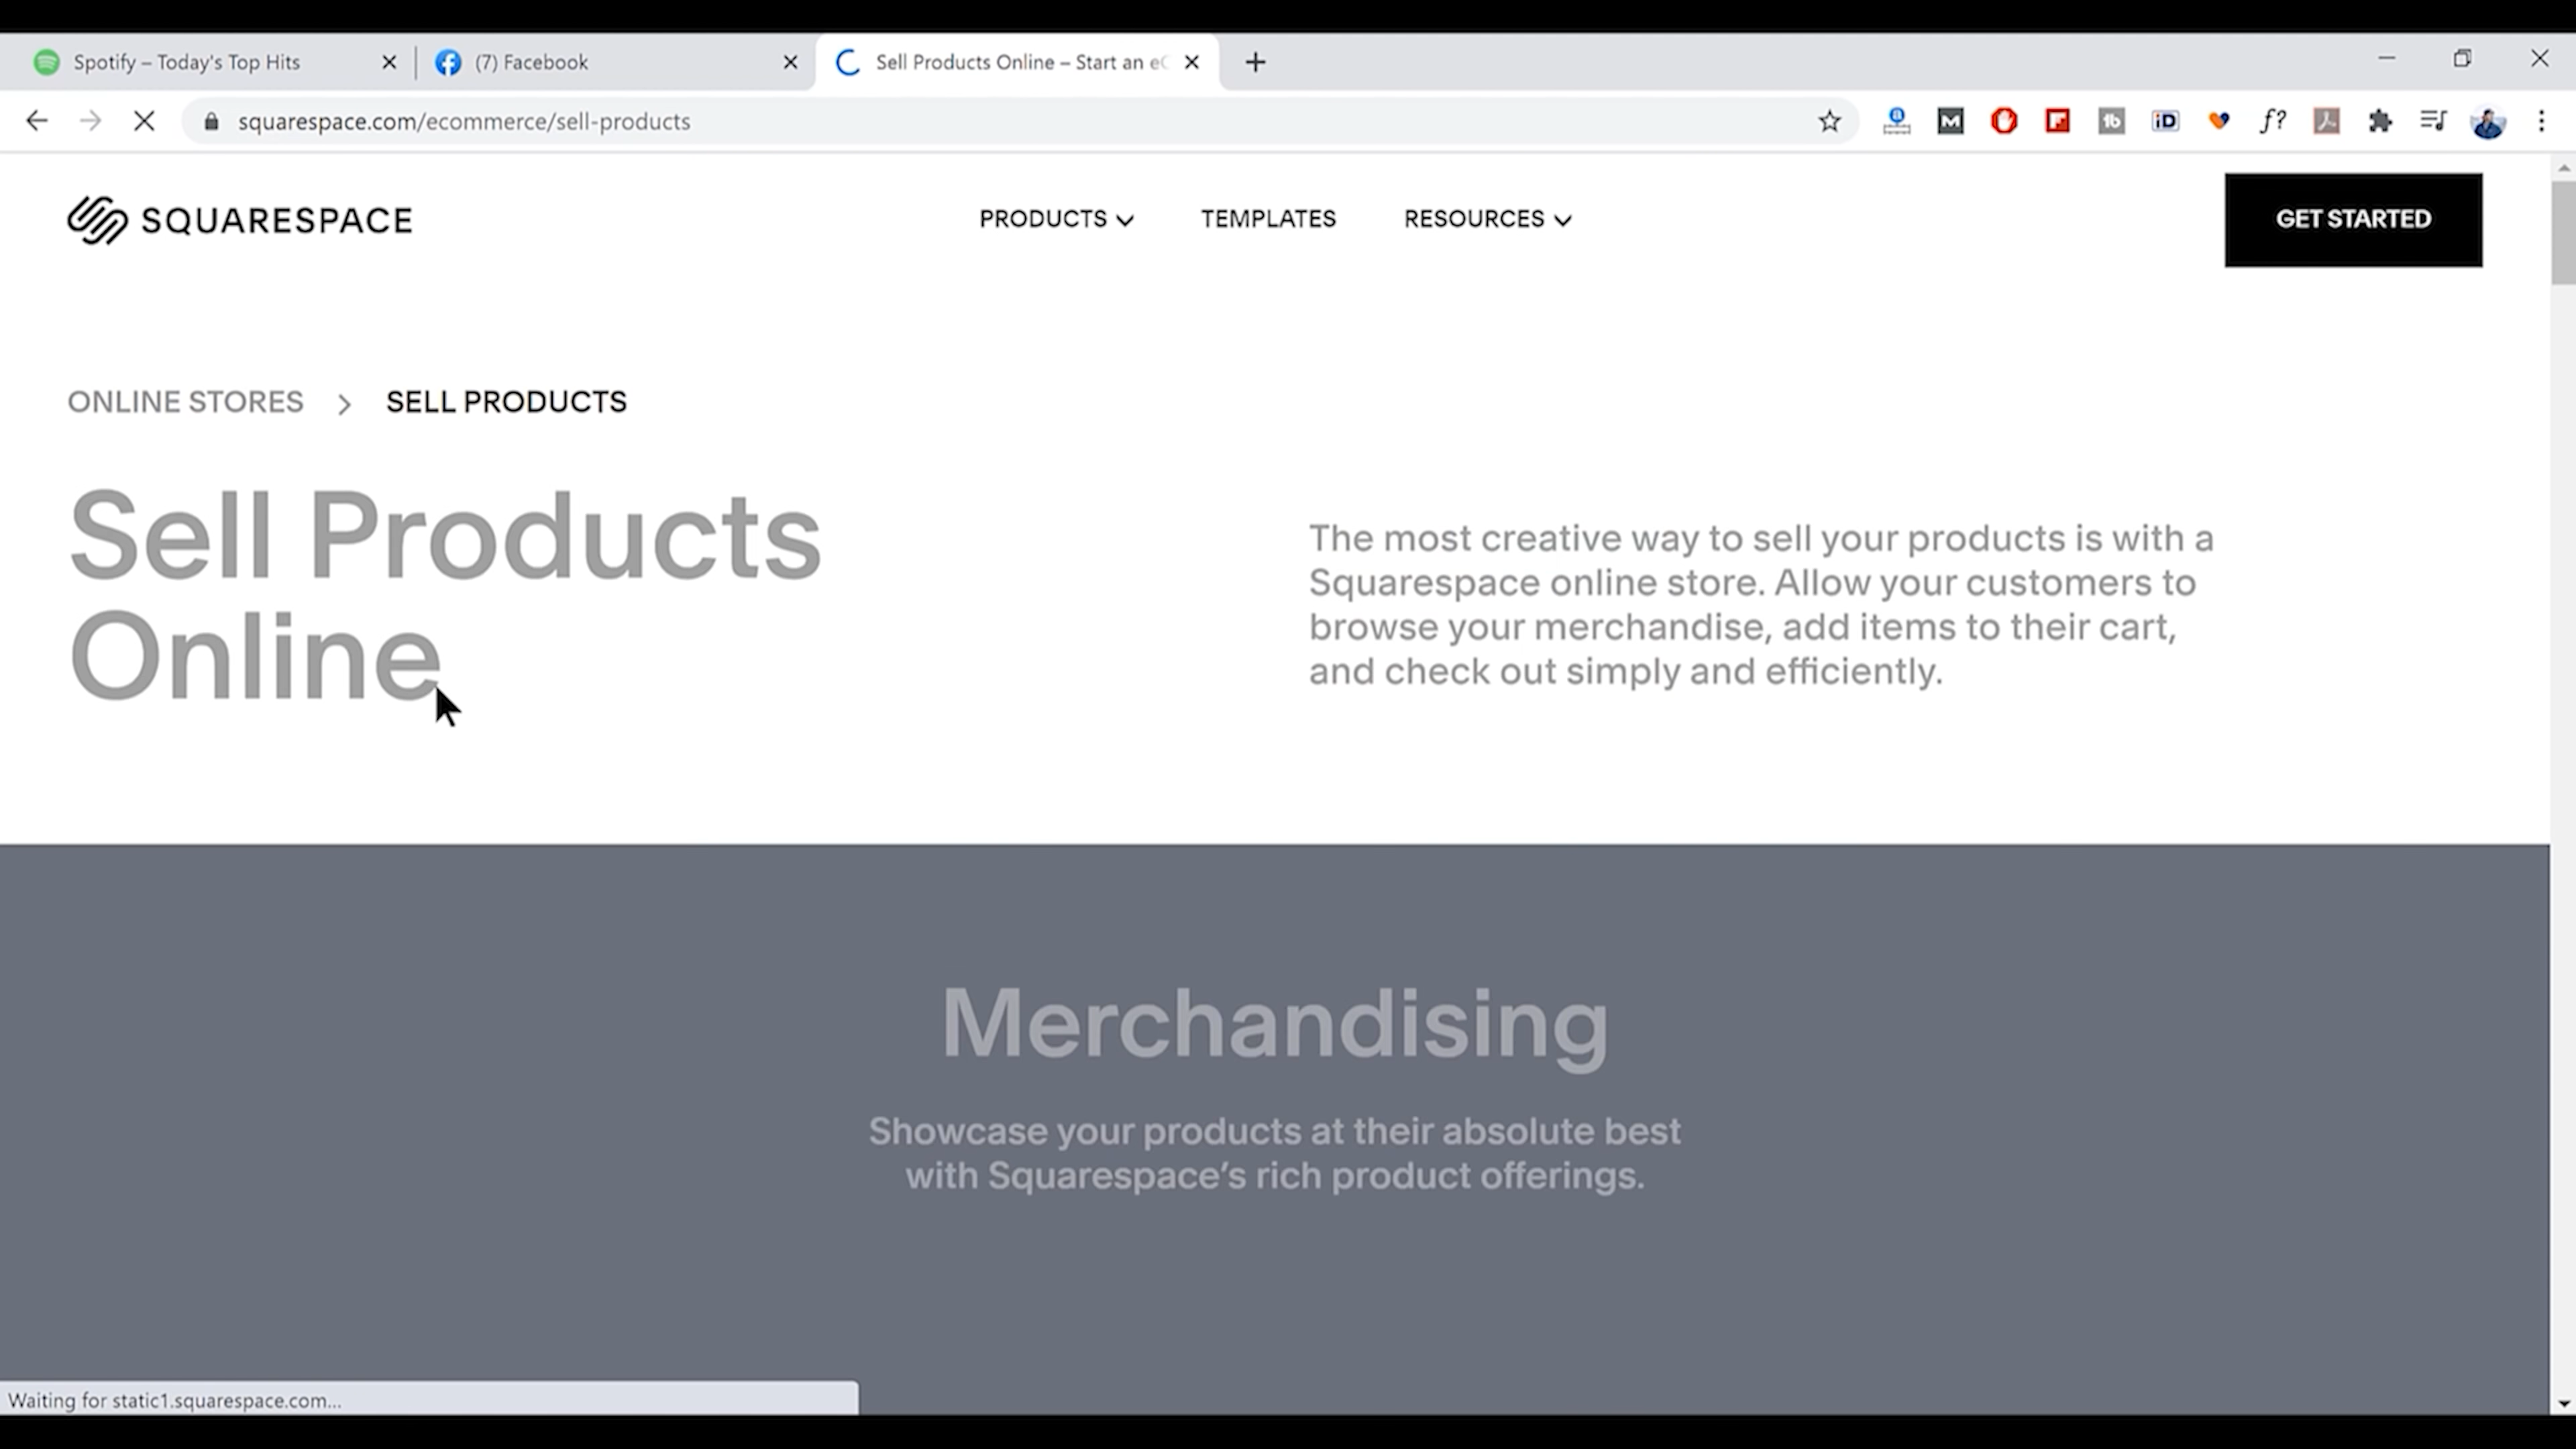 Spotify – Today's Top Hits
(7) Facebook
Sell Products Online – Start an
squarespace.com/ecommerce/sell-products
SQUARESPACE
PRODUCTS
TEMPLATES
RESOURCES
GET STARTED
ONLINE STORES > SELL PRODUCTS
Sell Products
Online
The most creative way to sell your products is with a
Squarespace online store. Allow your customers to
browse your merchandise, add items to their cart,
and check out simply and efficiently.
Merchandising
Showcase your products at their absolute best
with Squarespace’s rich product offerings.
Waiting for static1.squarespace.com...